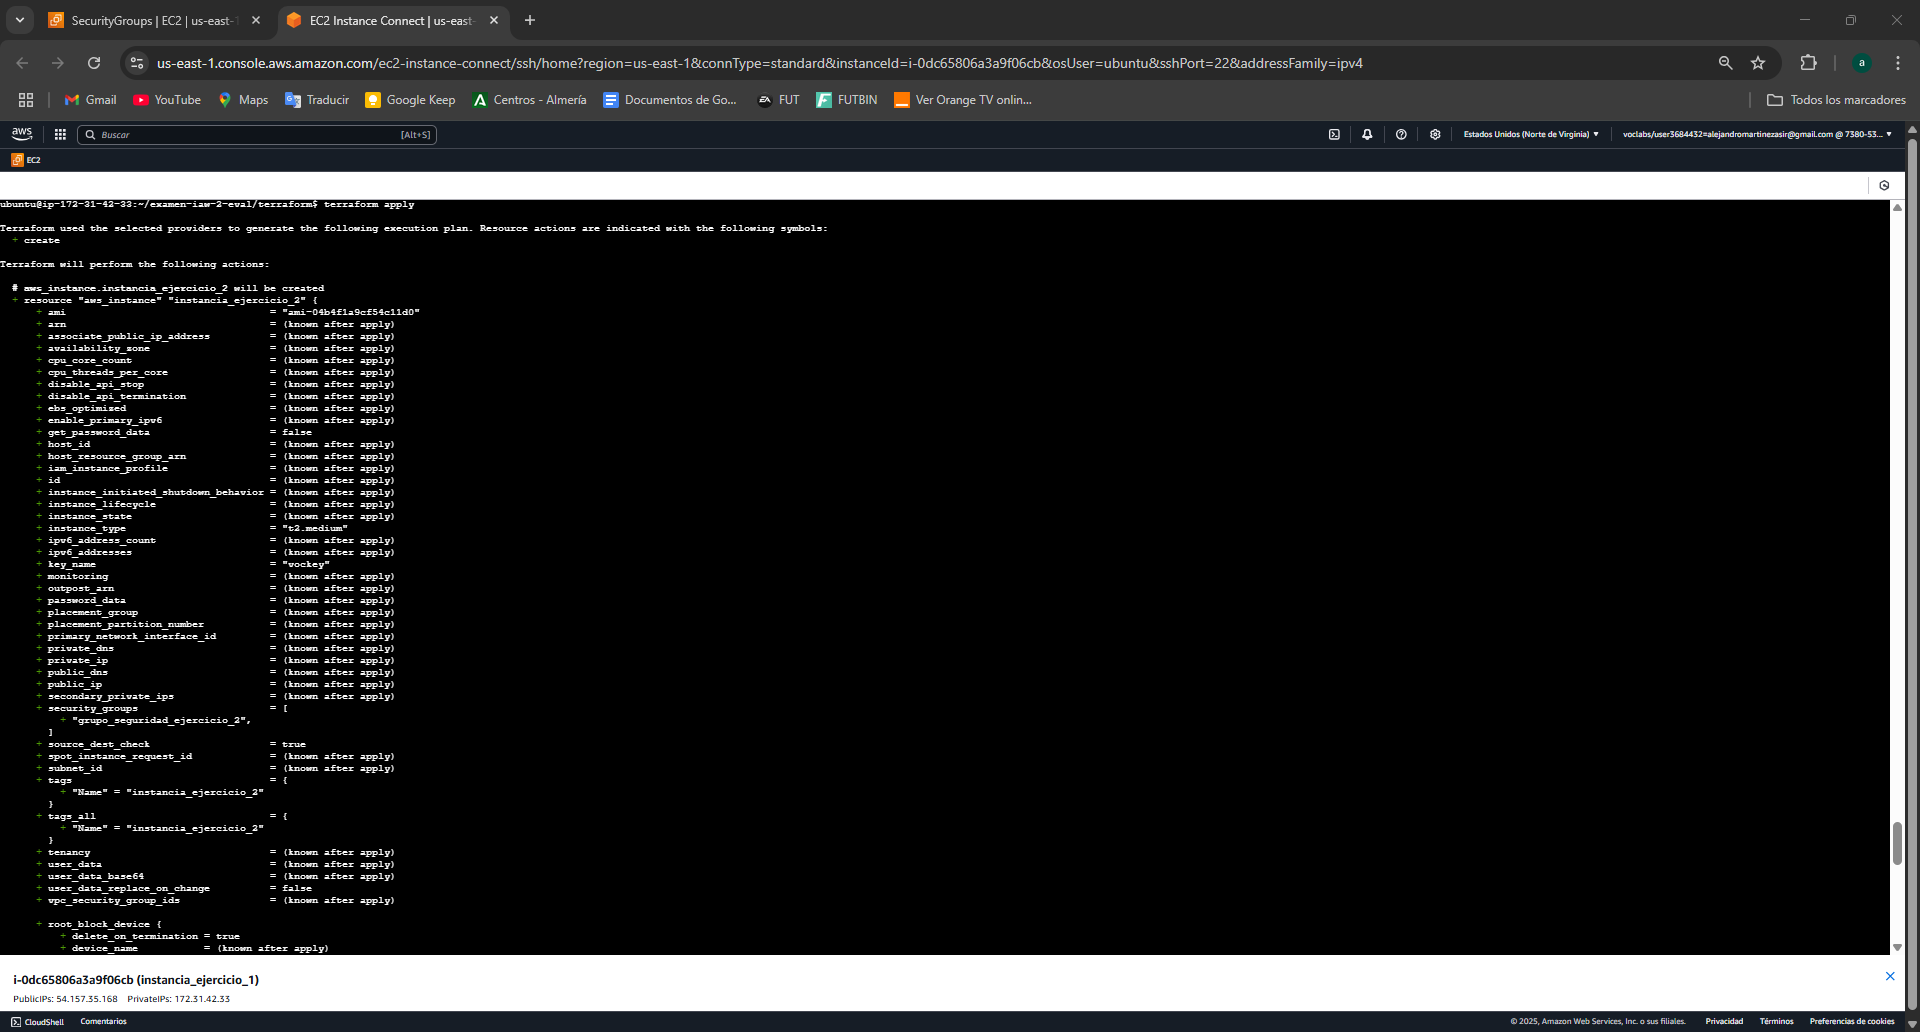 SecurityGroups | EC2 | us-east-1
EC2 Instance Connect | us-east-
us-east-1.console.aws.amazon.com/ec2-instance-connect/ssh/home?region=us-east-1&connType=standard&instanceId=i-0dc65806a3a9f06cb&osUser=ubuntu&sshPort=22&addressFamily=ipv4
a
Gmail YouTube Maps Traducir Google Keep Centros - Almería Documentos de Go... FUT FUTBIN Ver Orange TV onlin... Todos los marcadores
aws Buscar [Alt+S] Estados Unidos (Norte de Virginia) voclabs/user3684432=alejandromartinezasir@gmail.com @ 7380-53...
EC2
ubuntu@ip-172-31-42-33:~/examen-iaw-2-eval/terraform$ terraform apply
Terraform used the selected providers to generate the following execution plan. Resource actions are indicated with the following symbols:
+ create
Terraform will perform the following actions:
# aws_instance.instancia_ejercicio_2 will be created
+ resource "aws_instance" "instancia_ejercicio_2" {
+ ami = "ami-04b4f1a9cf54c11d0"
+ arn = (known after apply)
+ associate_public_ip_address = (known after apply)
+ availability_zone = (known after apply)
+ cpu_core_count = (known after apply)
+ cpu_threads_per_core = (known after apply)
+ disable_api_stop = (known after apply)
+ disable_api_termination = (known after apply)
+ ebs_optimized = (known after apply)
+ enable_primary_ipv6 = (known after apply)
+ get_password_data = false
+ host_id = (known after apply)
+ host_resource_group_arn = (known after apply)
+ iam_instance_profile = (known after apply)
+ id = (known after apply)
+ instance_initiated_shutdown_behavior = (known after apply)
+ instance_lifecycle = (known after apply)
+ instance_state = (known after apply)
+ instance_type = "t2.medium"
+ ipv6_address_count = (known after apply)
+ ipv6_addresses = (known after apply)
+ key_name = "vockey"
+ monitoring = (known after apply)
+ outpost_arn = (known after apply)
+ password_data = (known after apply)
+ placement_group = (known after apply)
+ placement_partition_number = (known after apply)
+ primary_network_interface_id = (known after apply)
+ private_dns = (known after apply)
+ private_ip = (known after apply)
+ public_dns = (known after apply)
+ public_ip = (known after apply)
+ secondary_private_ips = (known after apply)
+ security_groups = [
+ "grupo_seguridad_ejercicio_2",
]
+ source_dest_check = true
+ spot_instance_request_id = (known after apply)
+ subnet_id = (known after apply)
+ tags = {
+ "Name" = "instancia_ejercicio_2"
}
+ tags_all = {
+ "Name" = "instancia_ejercicio_2"
}
+ tenancy = (known after apply)
+ user_data = (known after apply)
+ user_data_base64 = (known after apply)
+ user_data_replace_on_change = false
+ vpc_security_group_ids = (known after apply)
+ root_block_device {
+ delete_on_termination = true
+ device_name = (known after apply)
i-0dc65806a3a9f06cb (instancia_ejercicio_1)
PublicIPs: 54.157.35.168 PrivateIPs: 172.31.42.33
CloudShell Comentarios © 2025, Amazon Web Services, Inc. o sus filiales. Privacidad Términos Preferencias de cookies